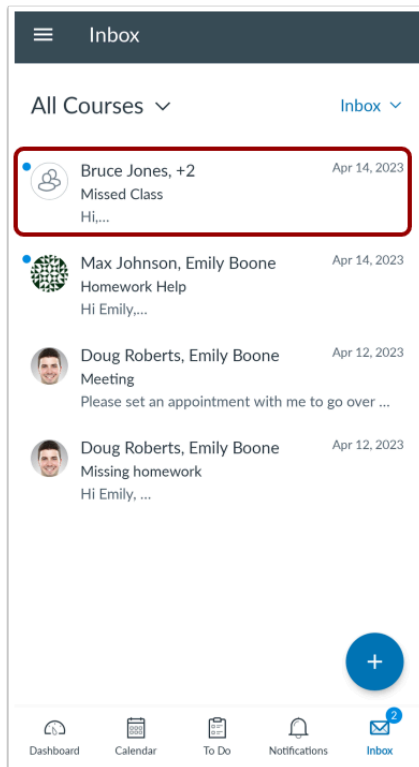 Inbox
All Courses
Inbox
Bruce Jones, +2
Apr 14, 2023
Missed Class
Hi,...
Max Johnson, Emily Boone
Apr 14, 2023
Homework Help
Hi Emily,...
Doug Roberts, Emily Boone
Apr 12, 2023
Meeting
Please set an appointment with me to go over ...
Doug Roberts, Emily Boone
Apr 12, 2023
Missing homework
Hi Emily, ...
+
2
Dashboard
Calendar
To Do
Notifications
Inbox